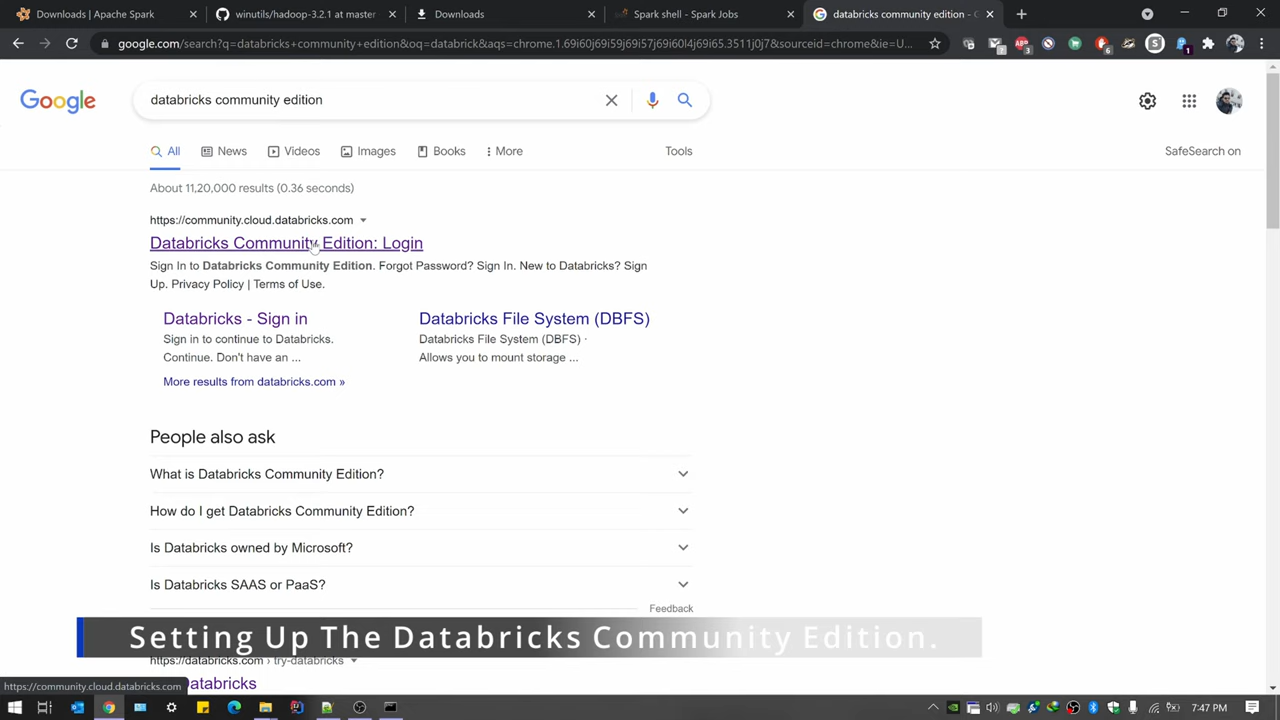 Downloads | Apache Spark
winutils/hadoop-3.2.1 at master
Downloads
Spark shell - Spark Jobs
databricks community edition - G
google.com/search?q=databricks+community+edition&oq=databrick&aqs=chrome.1.69i60j69i59j69i57j69i60l4j69i65.3511j0j7&sourceid=chrome&ie=U...
Google
databricks community edition
All
News
Videos
Images
Books
More
Tools
SafeSearch on
About 11,20,000 results (0.36 seconds)
https://community.cloud.databricks.com
Databricks Community Edition: Login
Sign In to Databricks Community Edition. Forgot Password? Sign In. New to Databricks? Sign
Up. Privacy Policy | Terms of Use.
Databricks - Sign in
Sign in to continue to Databricks.
Continue. Don't have an ...
Databricks File System (DBFS)
Databricks File System (DBFS) ·
Allows you to mount storage ...
More results from databricks.com »
People also ask
What is Databricks Community Edition?
How do I get Databricks Community Edition?
Is Databricks owned by Microsoft?
Is Databricks SAAS or PaaS?
Feedback
Setting Up The Databricks Community Edition.
https://databricks.com › try-databricks
atabricks
https://community.cloud.databricks.com
7:47 PM